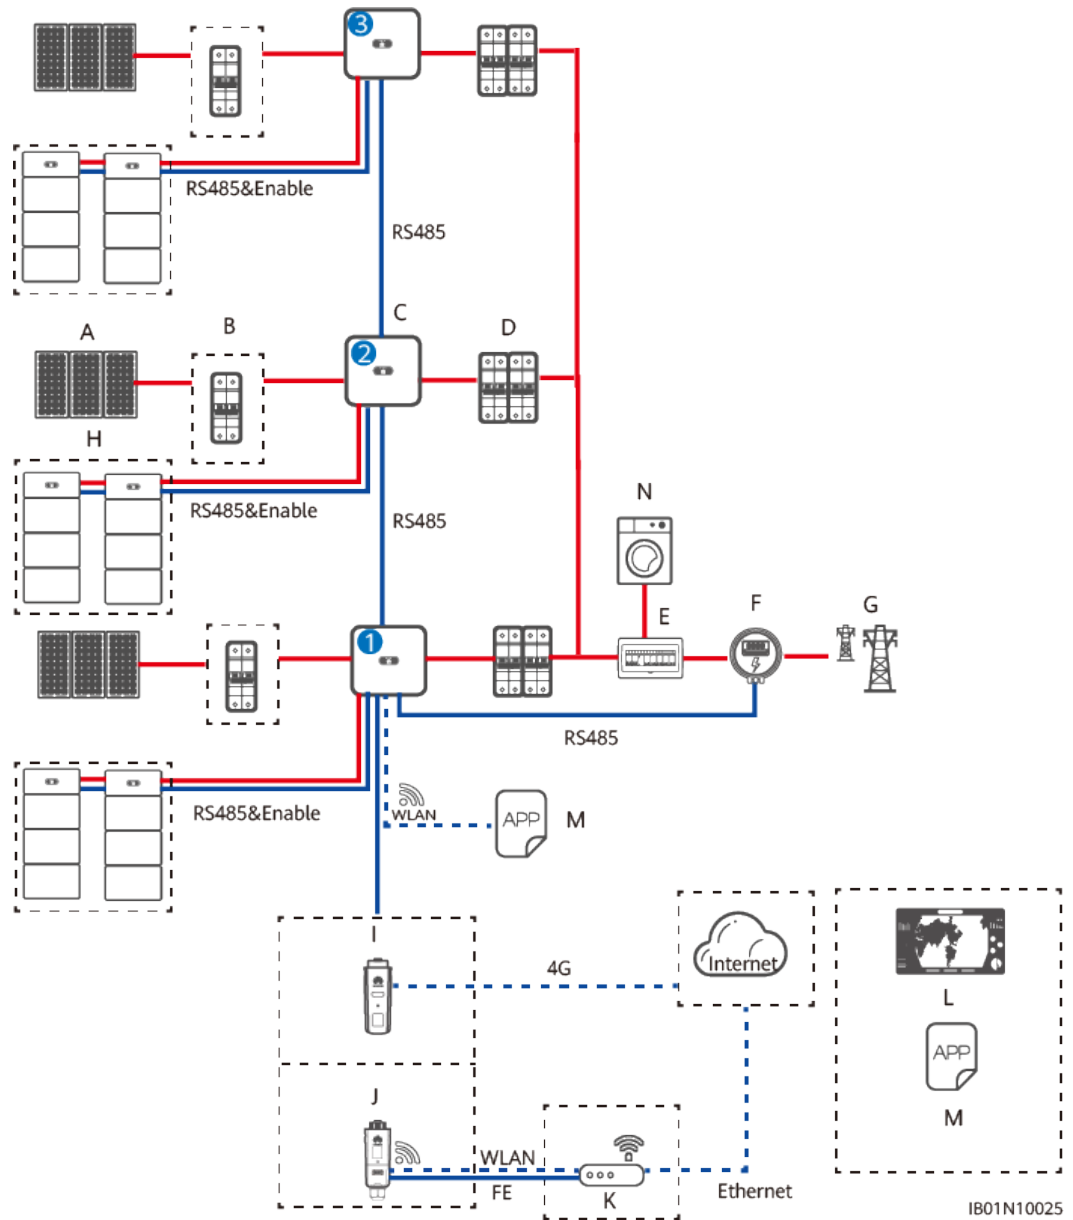 3
RS485&Enable
RS485
A
B
C
D
2
H
RS485&Enable
RS485
N
1
E
F
G
RS485
RS485&Enable
WLAN
APP
M
I
4G
Internet
L
APP
M
J
WLAN
FE
K
Ethernet
IB01N10025